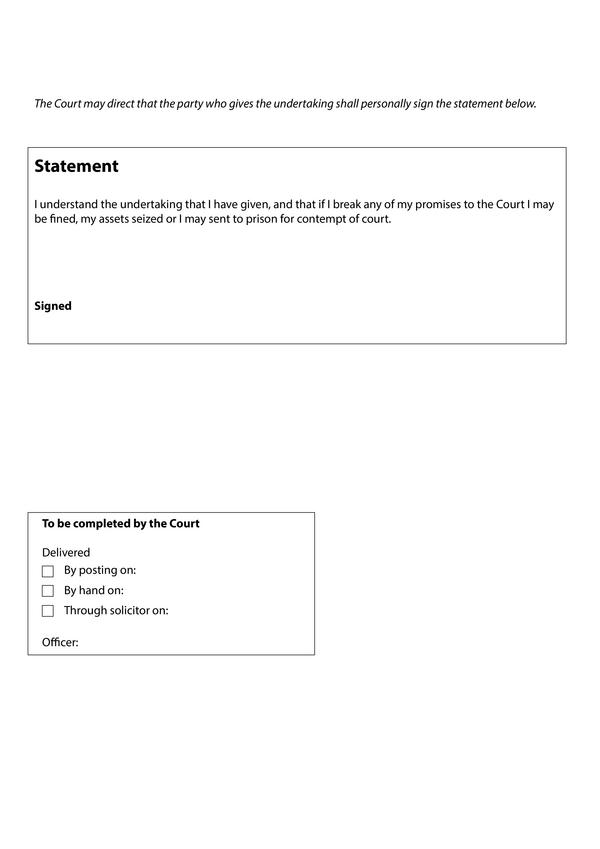 The Court may direct that the party who gives the undertaking shall personally sign the statement below.
Statement
I understand the undertaking that I have given, and that if I break any of my promises to the Court I may
be fined, my assets seized or I may sent to prison for contempt of court.
Signed
To be completed by the Court
Delivered
By posting on:
By hand on:
Through solicitor on:
Officer: